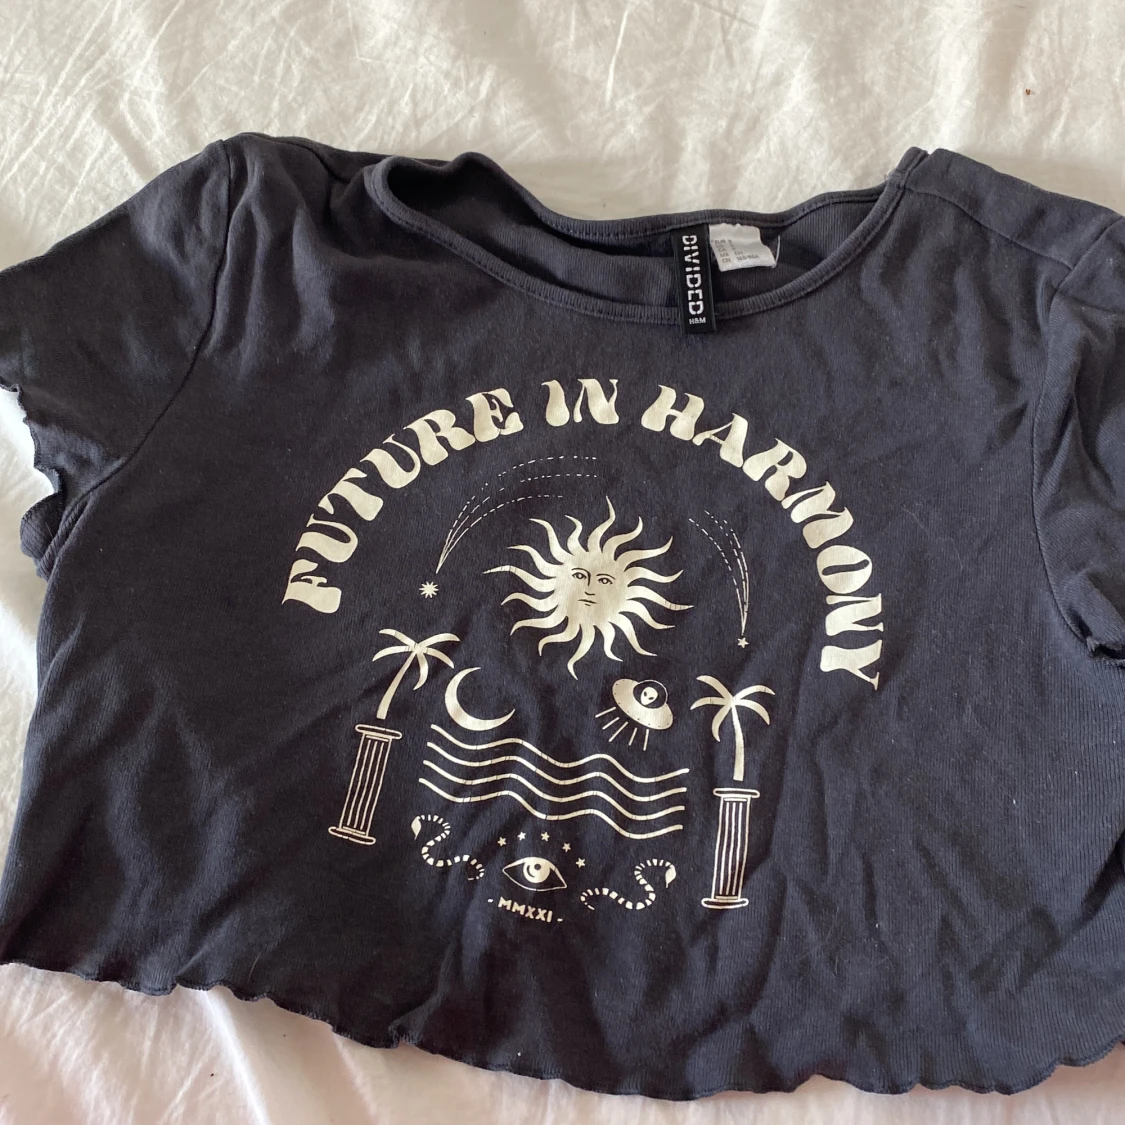 DIVIDED
H&M
FUTURE IN HARMONY
- MMXXI -